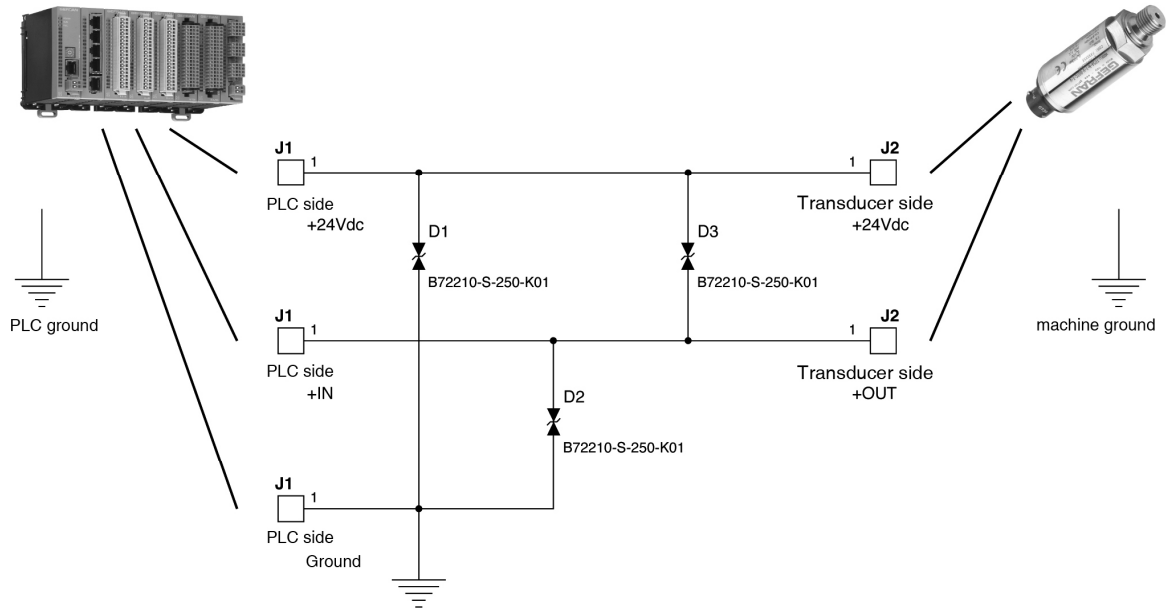 GEFRAN
J1
1
PLC side
+24Vdc
1
J2
Transducer side
+24Vdc
D1
B72210-S-250-K01
D3
B72210-S-250-K01
PLC ground
machine ground
J1
1
PLC side
+IN
1
J2
Transducer side
+OUT
D2
B72210-S-250-K01
J1
1
PLC side
Ground